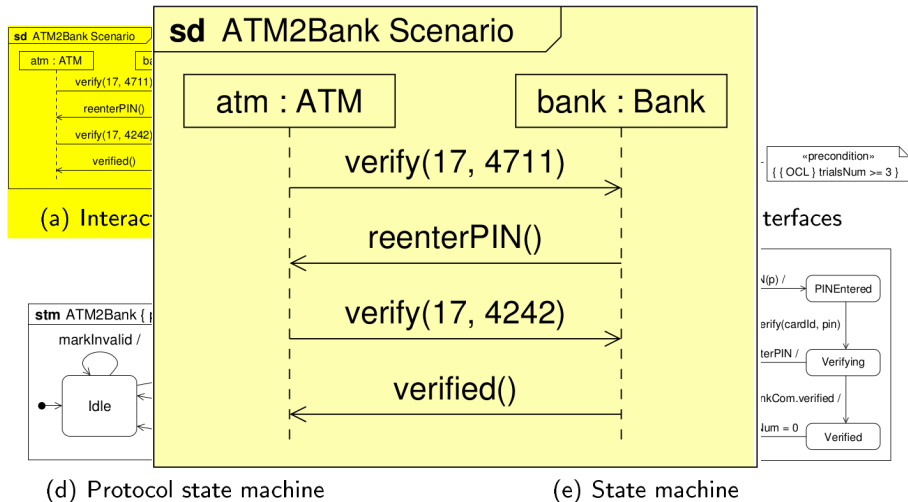 sd ATM2Bank Scenario
atm : ATM
verify(17, 4711)
reenterPIN()
verify(17, 4242)
verified()
(a) Interac
sd ATM2Bank Scenario
atm : ATM
bank : Bank
verify(17, 4711)
reenterPIN()
verify(17, 4242)
verified()
«precondition»
{ { OCL } trialsNum >= 3 }
terfaces
stm ATM2Bank {
markInvalid /
Idle
(d) Protocol state machine
N(p) /
PINEntered
erify(cardId, pin)
terPIN /
Verifying
nkCom.verified /
Num = 0
Verified
(e) State machine